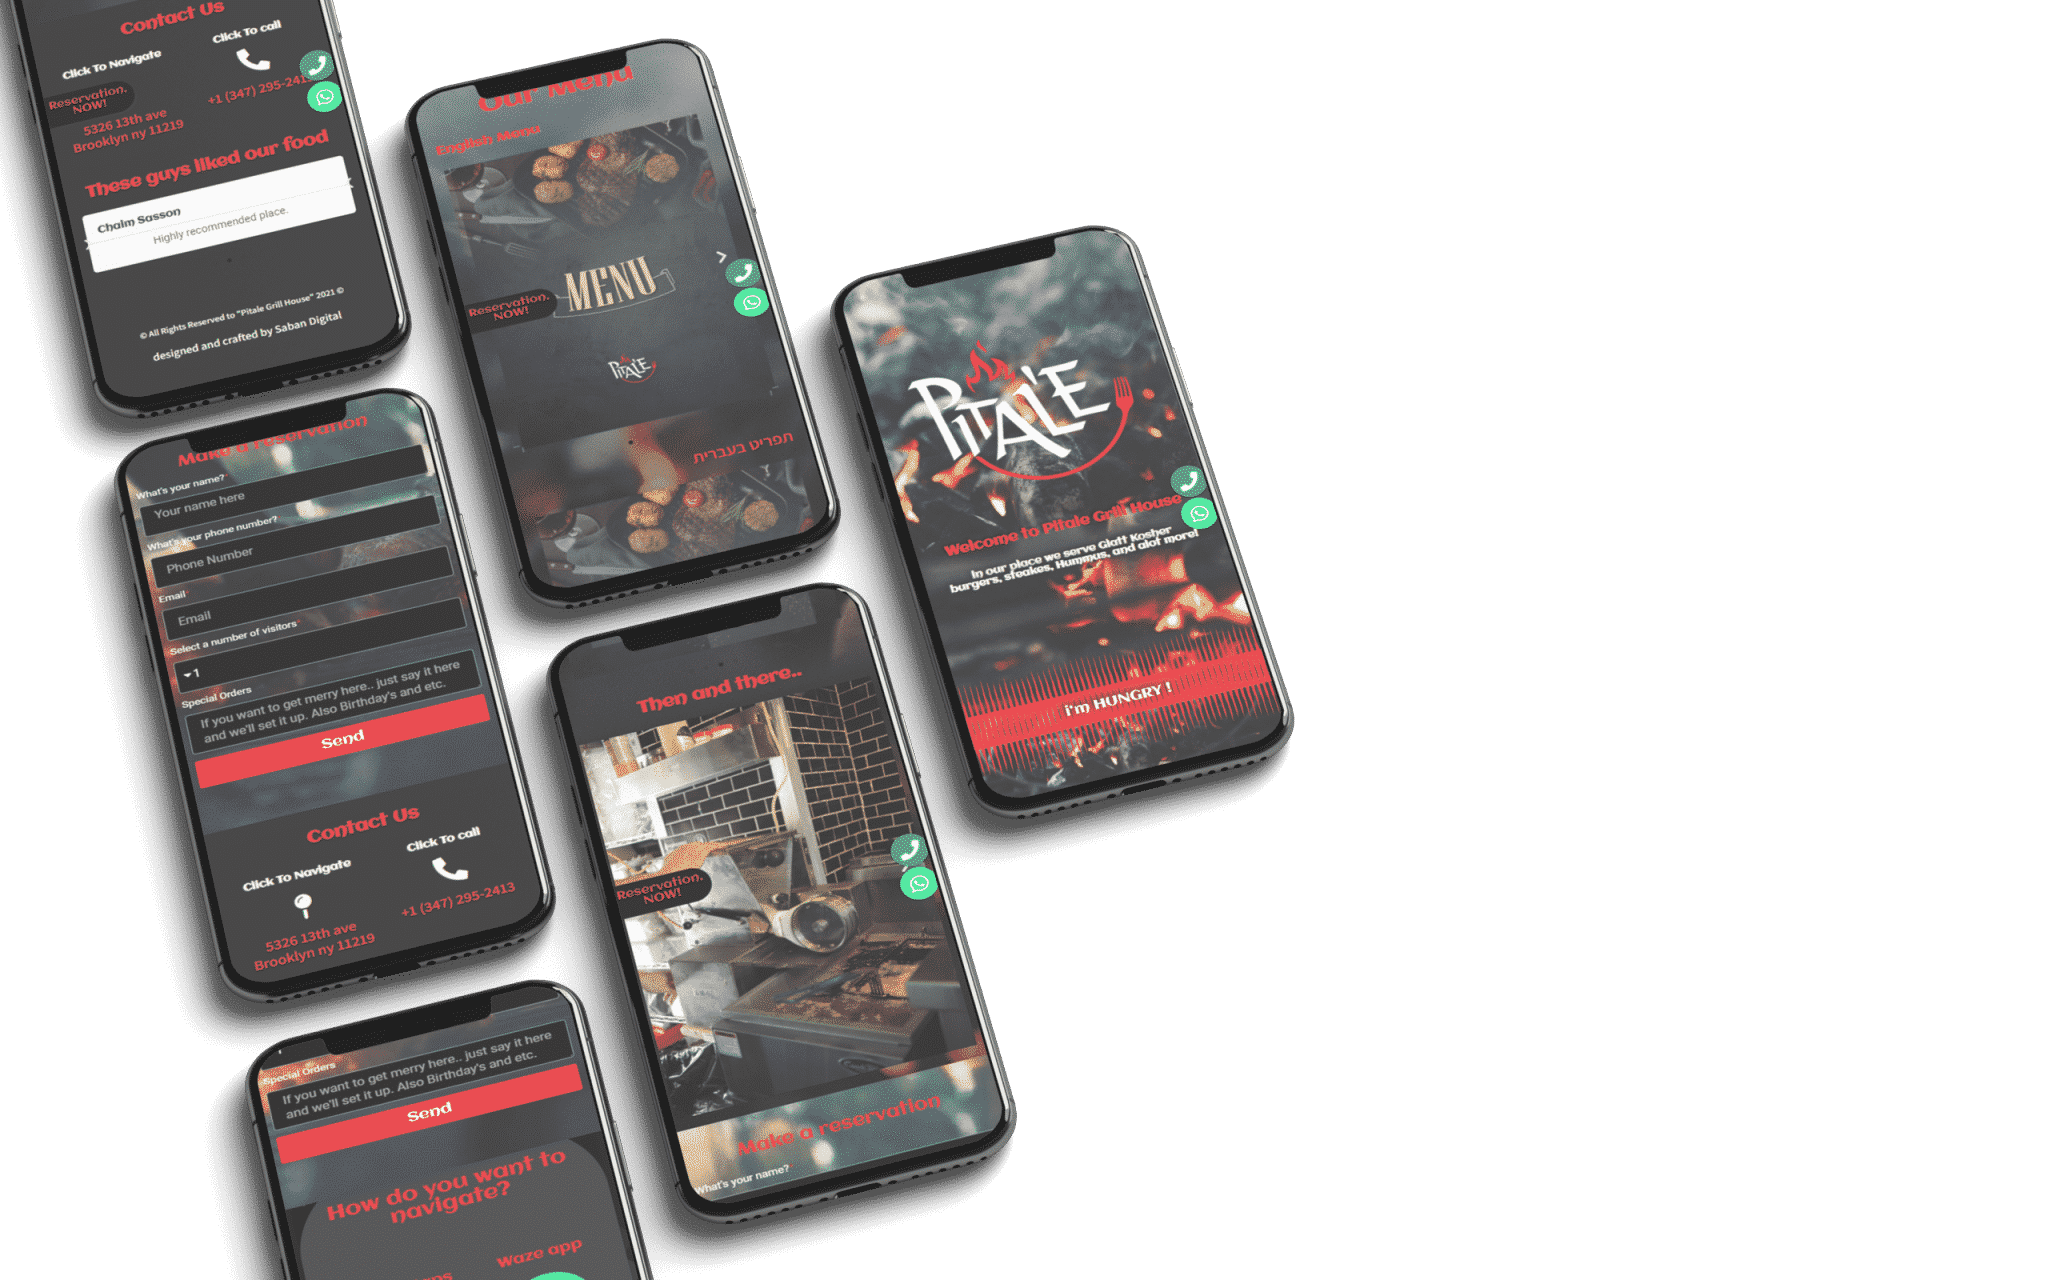 Contact Us
Click To Navigate
Click To call
Reservation.
NOW!
5326 13th ave
Brooklyn ny 11219
+1 (347) 295-241
These guys liked our food
Chaim Sasson
Highly recommended place.
© All Rights Reserved to "Pitale Grill House" 2021 ©
designed and crafted by Saban Digital
Our Menu
English Menu
MENU
Reservation.
NOW!
PITAL'E
תפריט בעברית
PITAL'E
Welcome to Pitale Grill House
In our place we serve Glatt Kosher
burgers, steakes, Hummus, and alot more!
i'm HUNGRY !
Make a reservation
What's your name?
Your name here
What's your phone number?
Phone Number
Email
Email
Select a number of visitors
1
Special Orders
If you want to get merry here.. just say it here
and we'll set it up. Also Birthday's and etc.
Send
Contact Us
Click To Navigate
Click To call
5326 13th ave
Brooklyn ny 11219
+1 (347) 295-2413
Then and there..
Reservation.
NOW!
Make a reservation
What's your name?
Special Orders
If you want to get merry here.. just say it here
and we'll set it up. Also Birthday's and etc.
Send
How do you want to
navigate?
Waze app